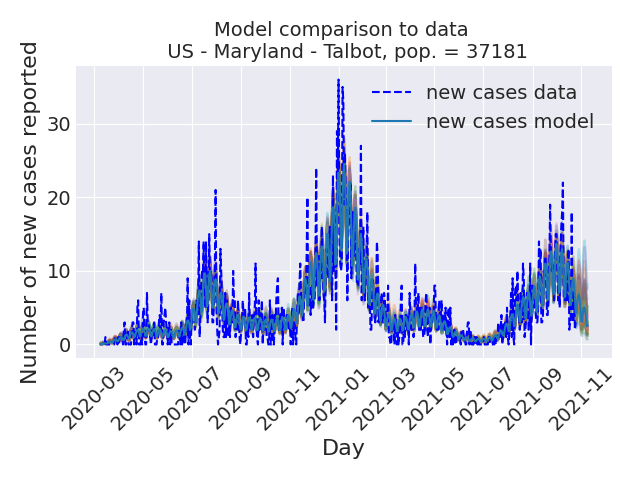 Model comparison to data
US - Maryland - Talbot, pop. = 37181
Number of new cases reported
30
20
10
0
new cases data
new cases model
2020-03
2020-05
2020-07
2020-09
2020-11
2021-01
2021-03
2021-05
2021-07
2021-09
2021-11
Day